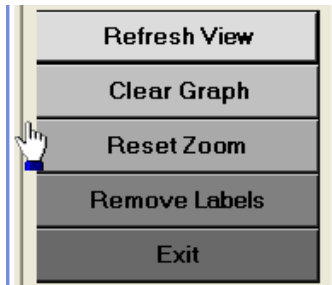 Refresh View
Clear Graph
Reset Zoom
Remove Labels
Exit